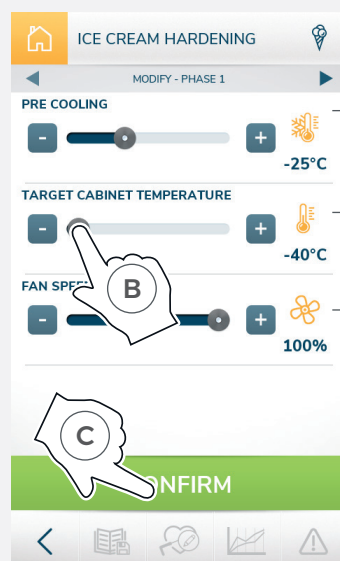 ICE CREAM HARDENING
MODIFY - PHASE 1
PRE COOLING
- +
-25°C
TARGET CABINET TEMPERATURE
- +
-40°C
B
FAN SPE
- +
100%
C
ONFIRM